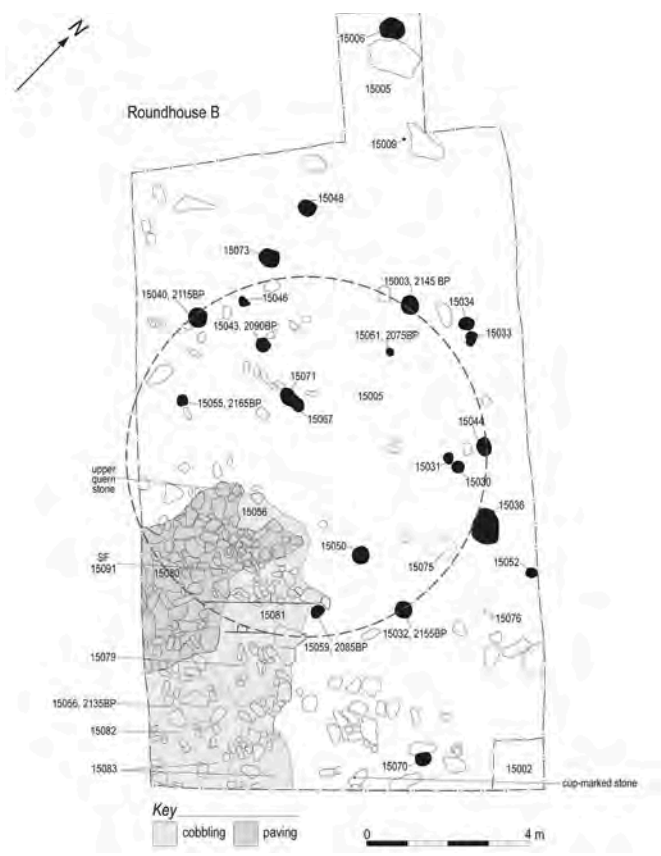 N
15006
15005
Roundhouse B
15009
15048
15073
15040, 2115BP
15046
15003, 2145 BP
15034
15043, 2090BP
15061, 2075BP
15033
15071
15055, 2165BP
15005
15067
15044
15031
15030
upper
quern
stone
15056
15036
SF
15091
15080
15050
15075
15052
15081
15076
15059, 2085BP
15032, 2155BP
15079
15056, 2135BP
15082
15083
15070
15002
cup-marked stone
Key
cobbling
paving
0
4 m